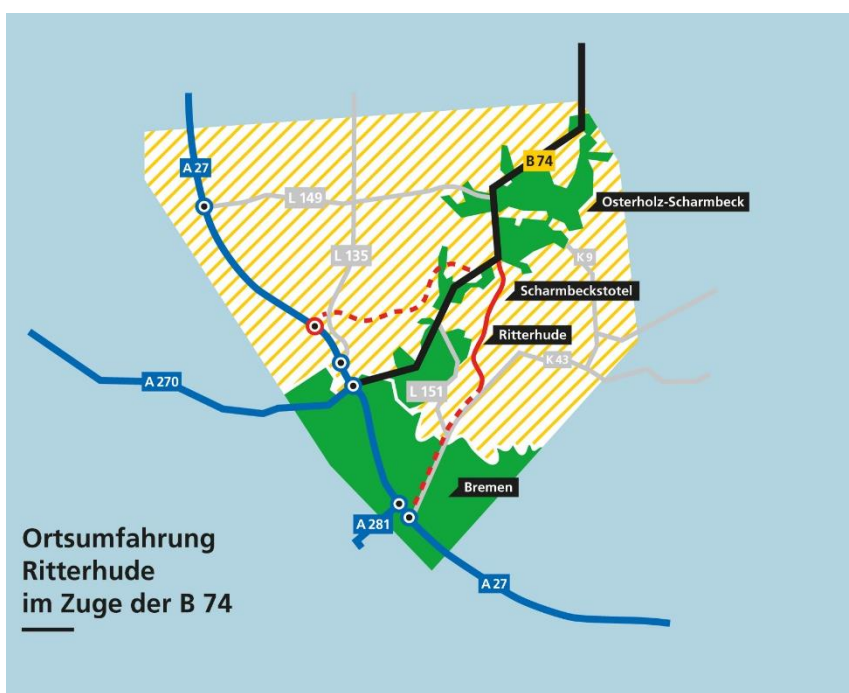 B 74
A 27
L 149
Osterholz-Scharmbeck
L 135
K 9
Scharmbeckstotel
Ritterhude
K 43
A 270
L 151
Bremen
A 281
Ortsumfahrung
Ritterhude
im Zuge der B 74
A 27